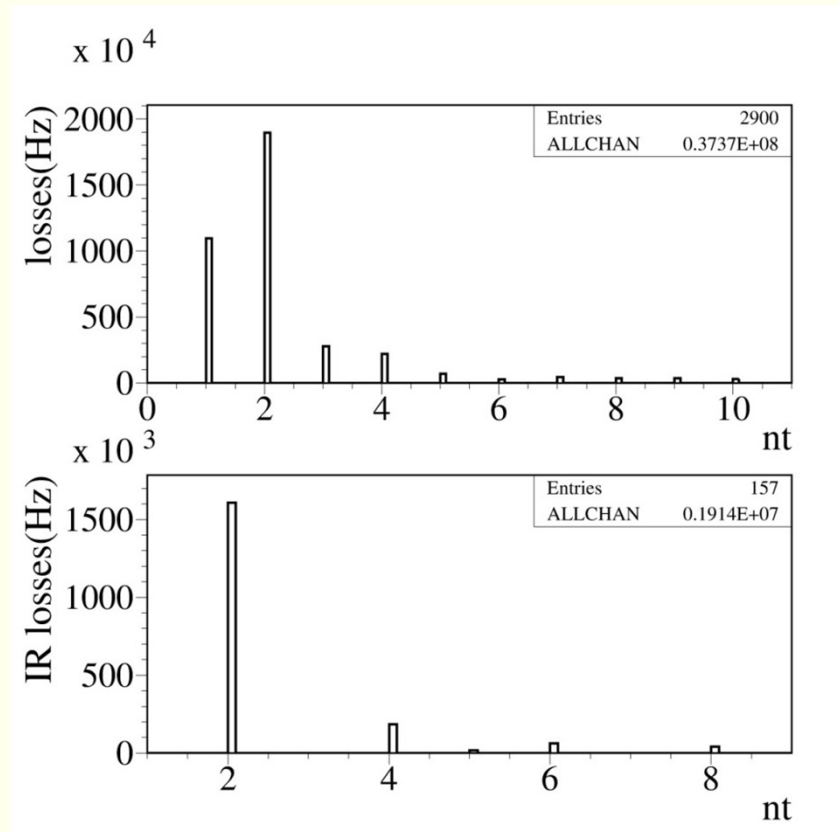 x 10 4
losses(Hz)
2000
1500
1000
500
0
Entries 2900
ALLCHAN 0.3737E+08
0 2 4 6 8 10
nt
x 10 3
IR losses(Hz)
1500
1000
500
0
Entries 157
ALLCHAN 0.1914E+07
2 4 6 8
nt